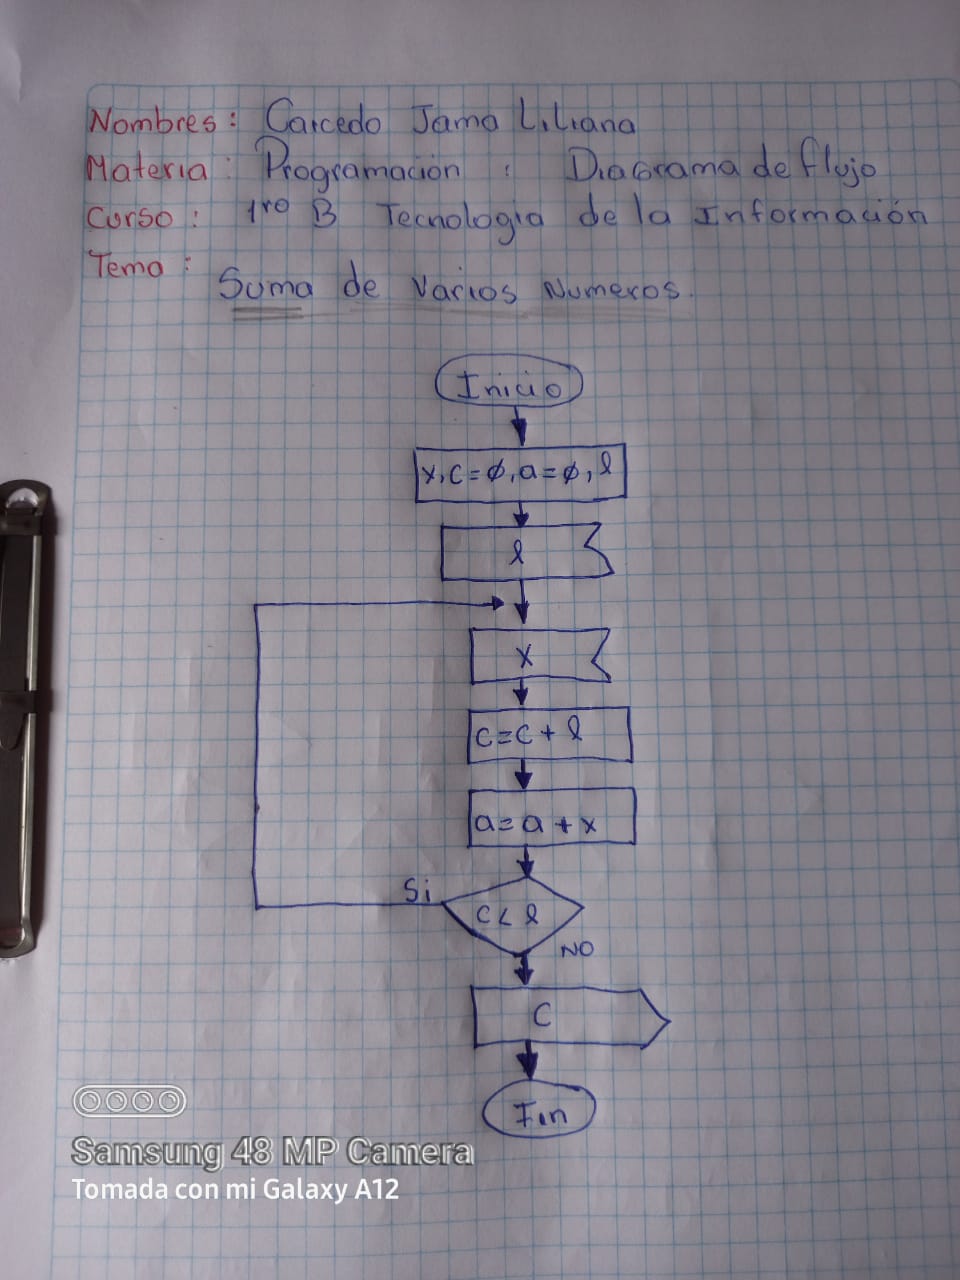 Nombres: Caicedo Jama Liliana
Materia: Programación : Diagrama de flujo
Curso: 1ro B Tecnologia de la Información
Tema: Suma de Varios Numeros.
Inicio
x, c=ø, a=ø, l
l
x
c=c+l
a=a+x
Si
c<l
NO
C
Fin
Samsung 48 MP Camera
Tomada con mi Galaxy A12